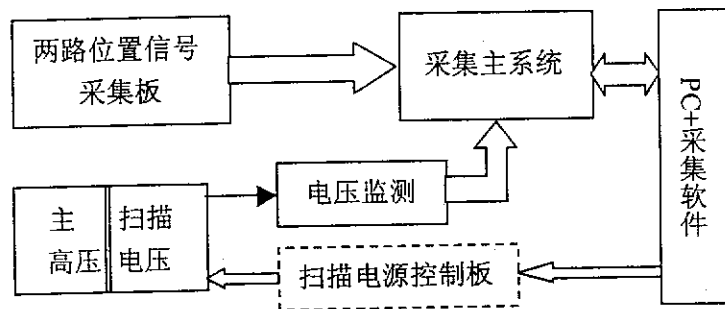 两路位置信号
采集板
采集主系统
PC+采集软件
电压监测
主
高压
扫描
电压
扫描电源控制板